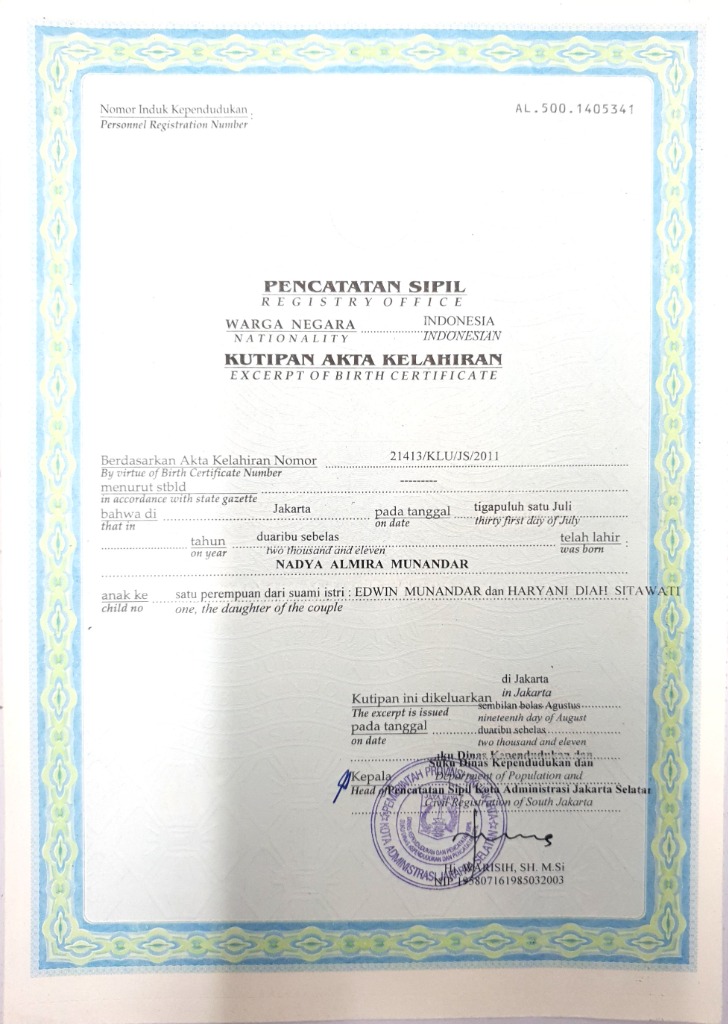 Nomor Induk Kependudukan :
Personnel Registration Number
AL.500.1405341
PENCATATAN SIPIL
REGISTRY OFFICE
WARGA NEGARA INDONESIA
NATIONALITY INDONESIAN
KUTIPAN AKTA KELAHIRAN
EXCERPT OF BIRTH CERTIFICATE
Berdasarkan Akta Kelahiran Nomor 21413/KLU/JS/2011
By virtue of Birth Certificate Number
menurut stbld ---------
in accordance with state gazette
bahwa di Jakarta pada tanggal tigapuluh satu Juli
that in on date thirty first day of July
tahun duaribu sebelas telah lahir :
on year two thousand and eleven was born
NADYA ALMIRA MUNANDAR
anak ke satu perempuan dari suami istri : EDWIN MUNANDAR dan HARYANI DIAH SITAWATI
child no one, the daughter of the couple
di Jakarta
Kutipan ini dikeluarkan in Jakarta
The excerpt is issued sembilan bolas Agustus
pada tanggal nineteenth day of August
on date duaribu sebelas
two thousand and eleven
Suku Dinas Kependudukan dan
Kepala Department of Population and
Head of Pencatatan Sipil Kota Administrasi Jakarta Selatan
Civil Registration of South Jakarta
KOTA ADMINISTRASI JAKARTA SELATAN
WARISIH, SH. M.Si
NIP 195807161985032003